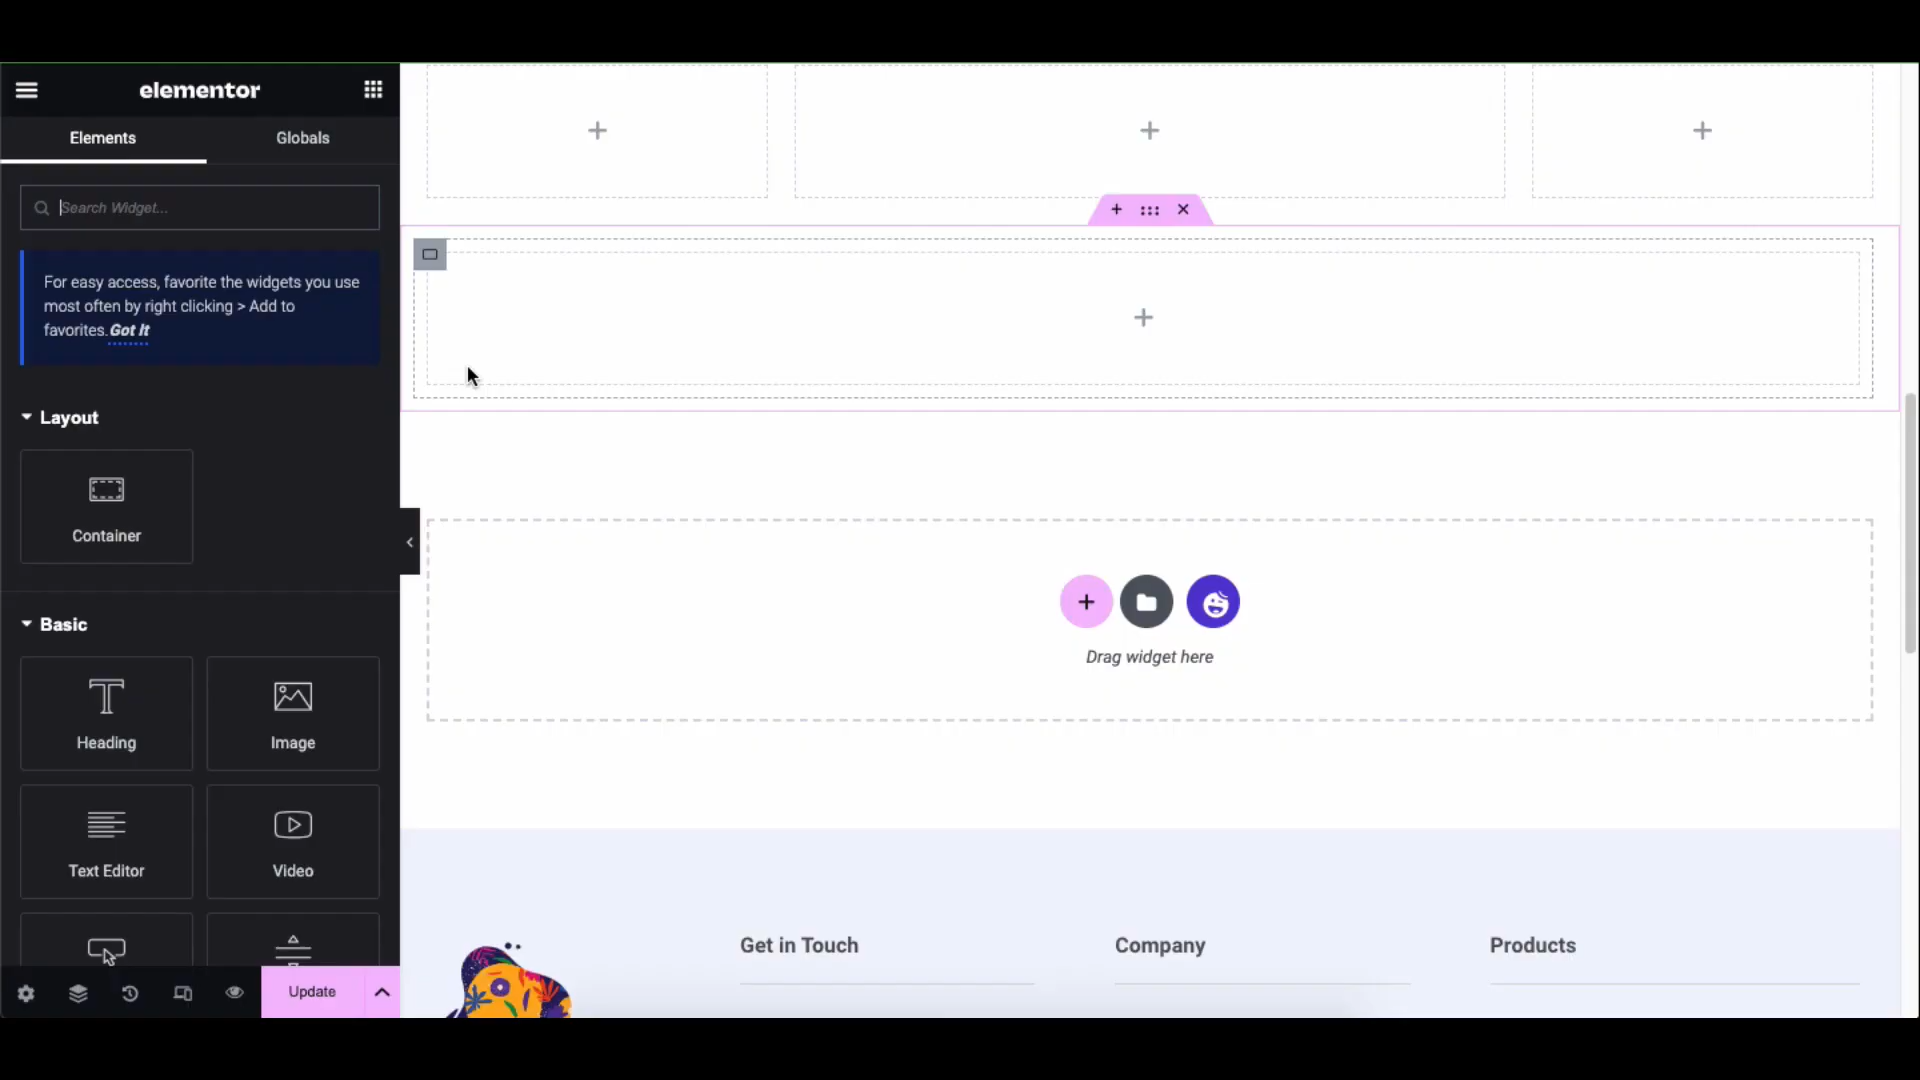 elementor
Elements
Globals
Search Widget...
For easy access, favorite the widgets you use
most often by right clicking > Add to
favorites. Got It
Layout
Container
Basic
Heading
Image
Text Editor
Video
Update
Drag widget here
Get in Touch
Company
Products